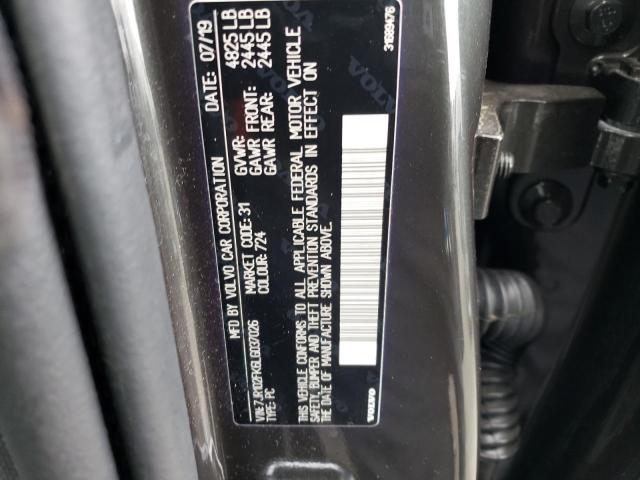 MFD BY VOLVO CAR CORPORATION DATE: 07/19
MARKET CODE: 31 GVWR: 4825 LB
COLOUR: 724 GAWR FRONT: 2445 LB
GAWR REAR: 2445 LB
VIN: 7JR102FK6LG037026
TYPE: PC
THIS VEHICLE CONFORMS TO ALL APPLICABLE FEDERAL MOTOR VEHICLE
SAFETY, BUMPER AND THEFT PREVENTION STANDARDS IN EFFECT ON
THE DATE OF MANUFACTURE SHOWN ABOVE.
VOLVO
31689476